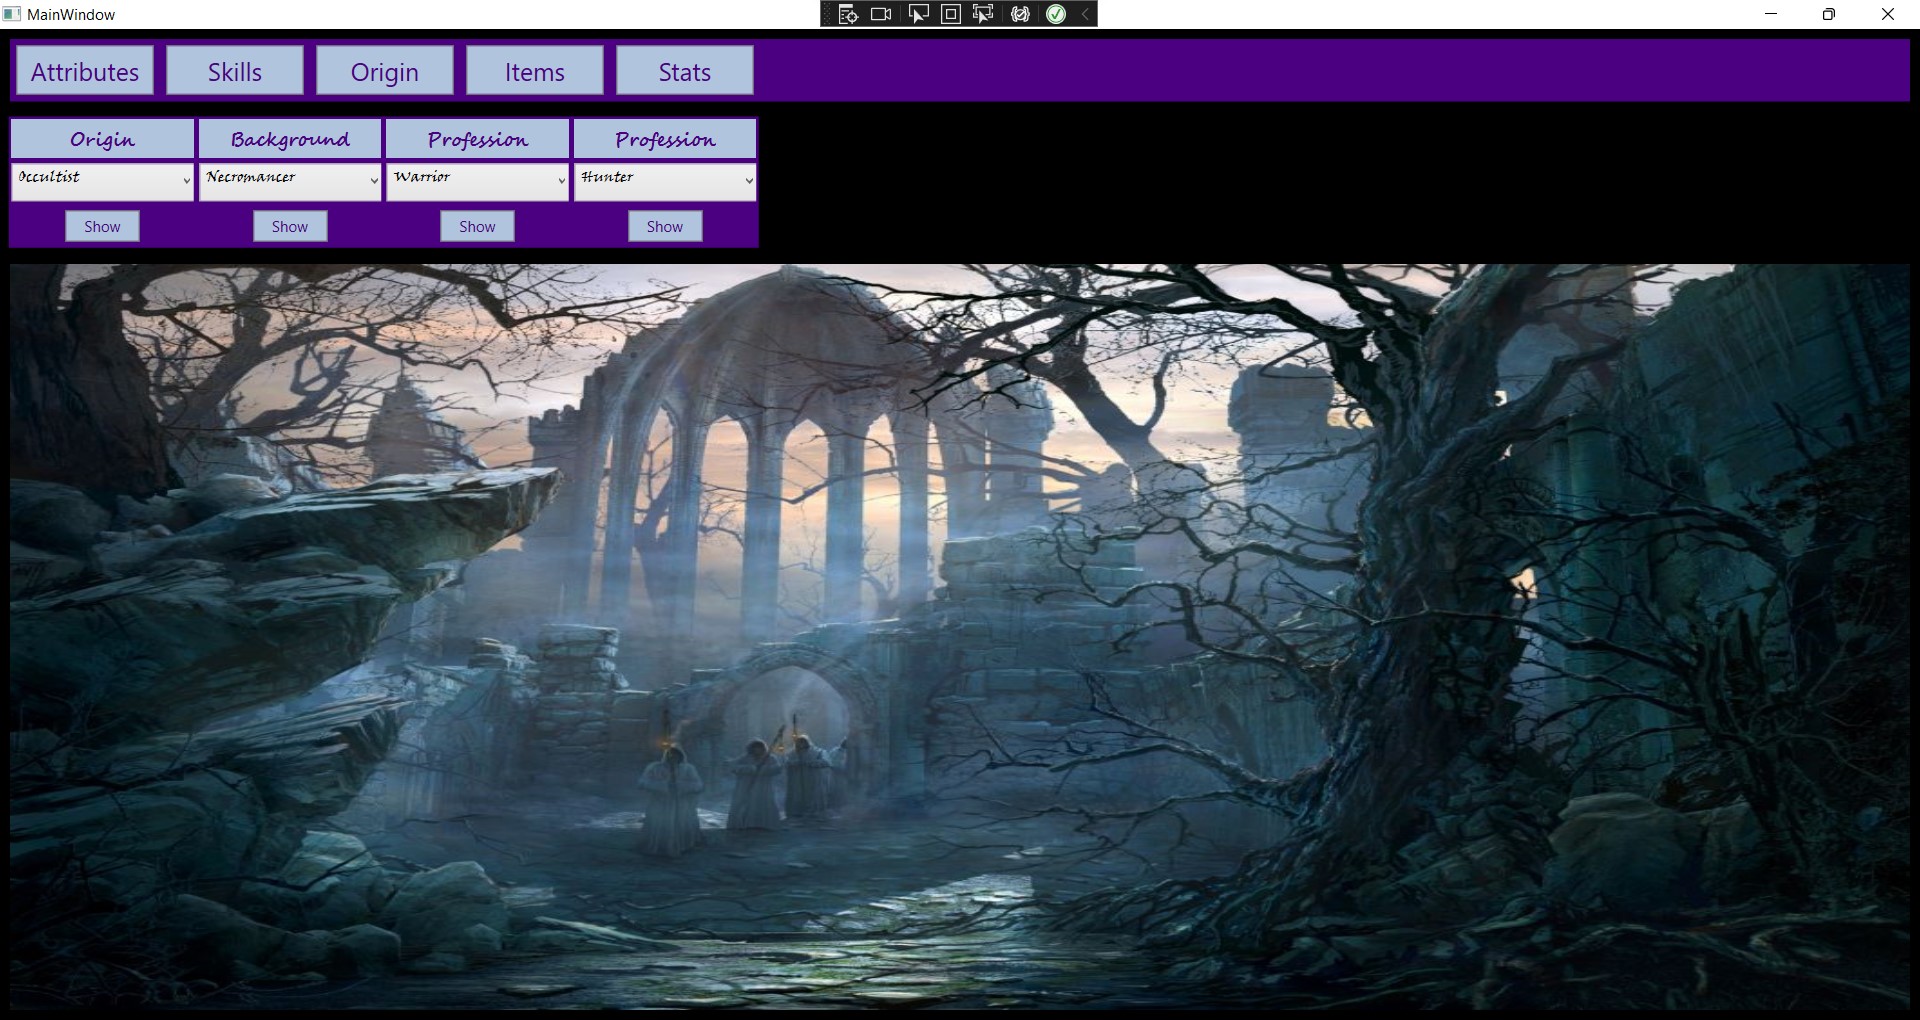 MainWindow
Attributes Skills Origin Items Stats
Origin Background Profession Profession
Occultist Necromancer Warrior Hunter
Show Show Show Show